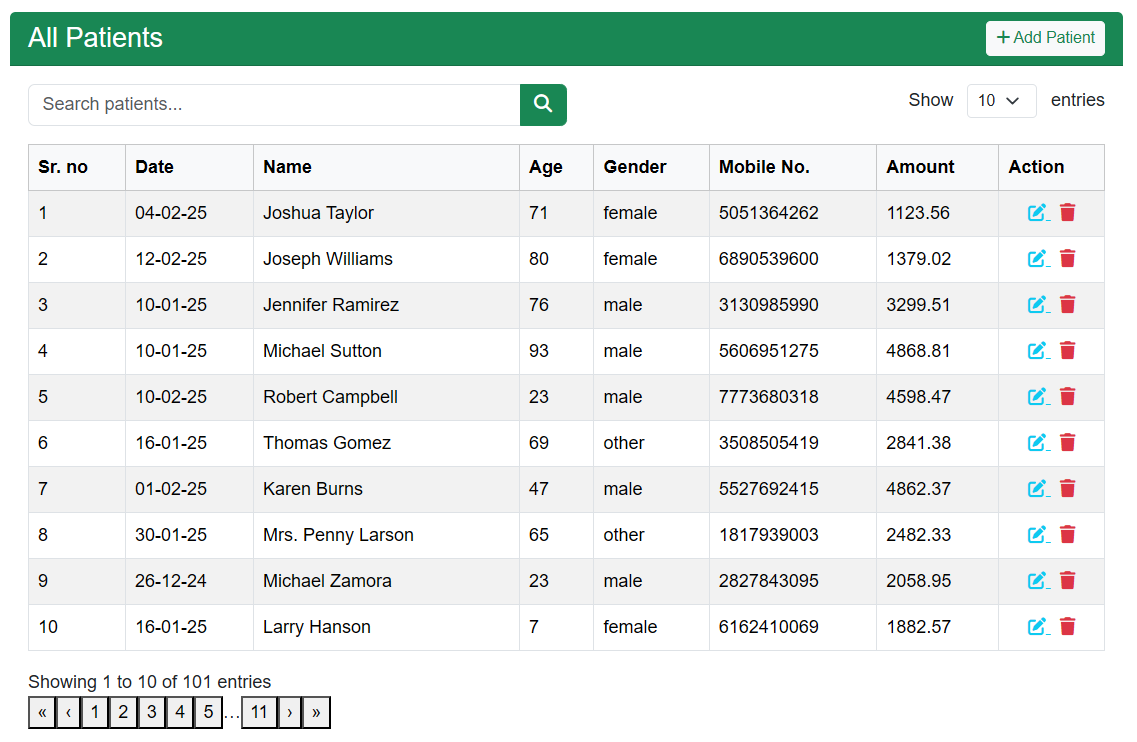 All Patients
+ Add Patient
Search patients...
Show 10 entries
Sr. no Date Name Age Gender Mobile No. Amount Action
1 04-02-25 Joshua Taylor 71 female 5051364262 1123.56
2 12-02-25 Joseph Williams 80 female 6890539600 1379.02
3 10-01-25 Jennifer Ramirez 76 male 3130985990 3299.51
4 10-01-25 Michael Sutton 93 male 5606951275 4868.81
5 10-02-25 Robert Campbell 23 male 7773680318 4598.47
6 16-01-25 Thomas Gomez 69 other 3508505419 2841.38
7 01-02-25 Karen Burns 47 male 5527692415 4862.37
8 30-01-25 Mrs. Penny Larson 65 other 1817939003 2482.33
9 26-12-24 Michael Zamora 23 male 2827843095 2058.95
10 16-01-25 Larry Hanson 7 female 6162410069 1882.57
Showing 1 to 10 of 101 entries
« ‹ 1 2 3 4 5 ... 11 › »